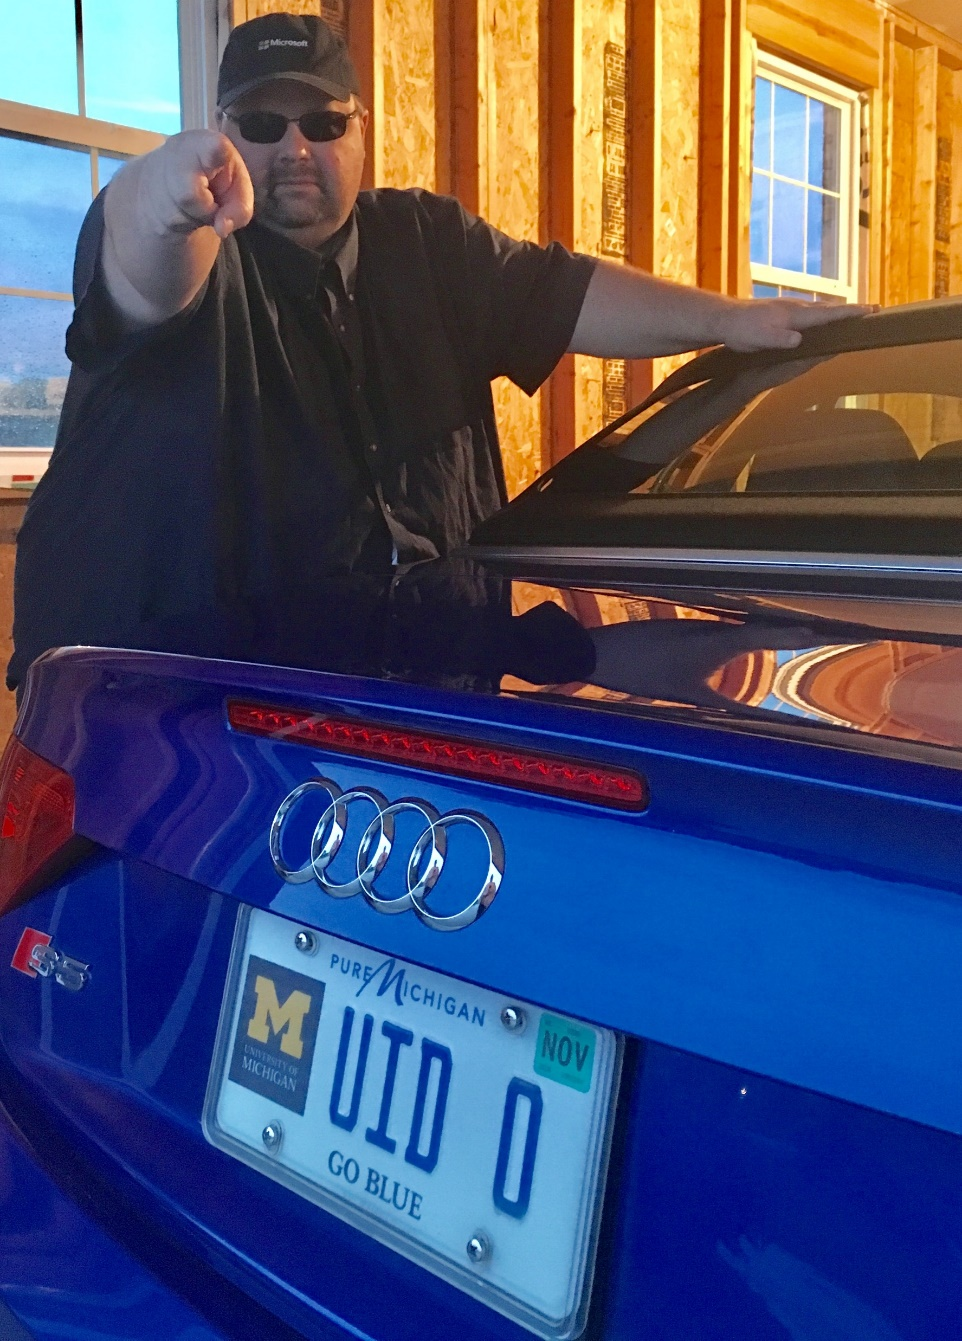 Microsoft
S5
PURE MICHIGAN
M
UNIVERSITY OF
MICHIGAN
UID 0
NOV
GO BLUE